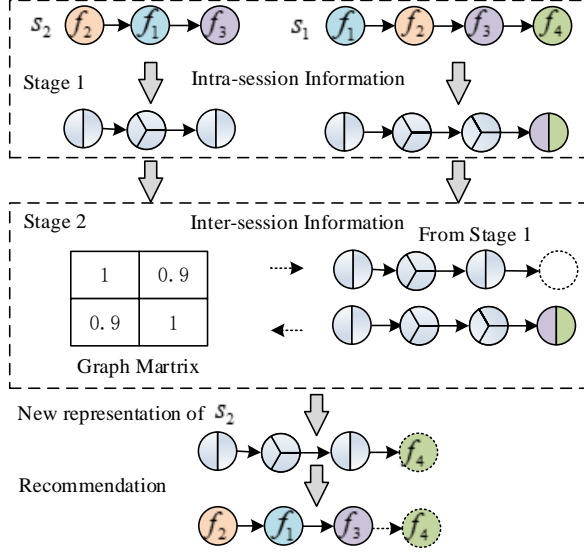 s₂ f₂ f₁ f₃ s₁ f₁ f₂ f₃ f₄
Stage 1 Intra-session Information
Stage 2 Inter-session Information
From Stage 1
1 0.9
0.9 1
Graph Martrix
New representation of s₂
f₄
Recommendation
f₂ f₁ f₃ f₄